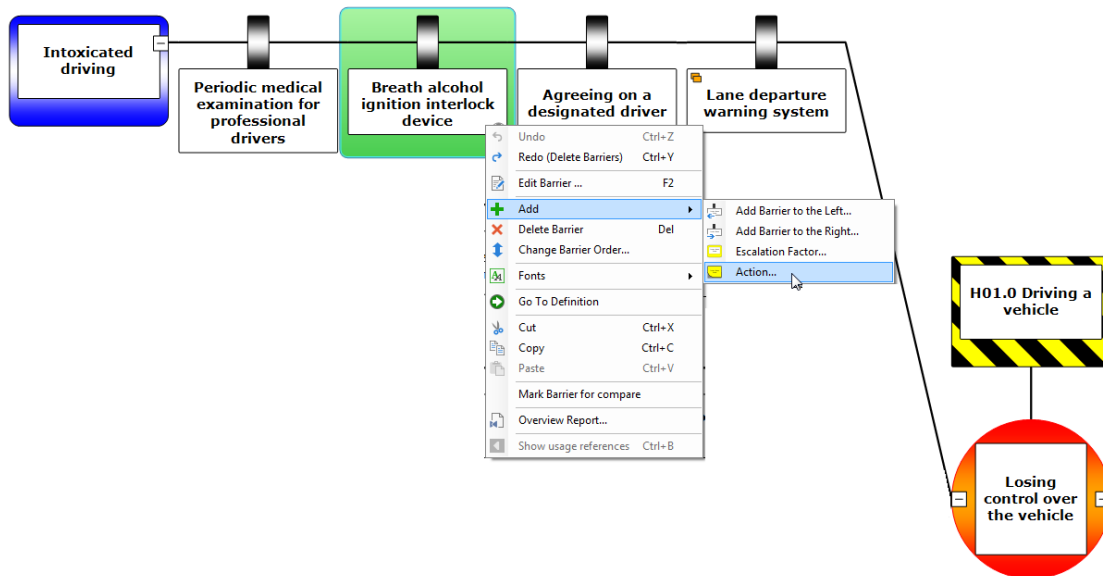 Intoxicated
driving
Periodic medical
examination for
professional
drivers
Breath alcohol
ignition interlock
device
Agreeing on a
designated driver
Lane departure
warning system
Undo Ctrl+Z
Redo (Delete Barriers) Ctrl+Y
Edit Barrier ... F2
Add
Delete Barrier Del
Change Barrier Order...
Fonts
Go To Definition
Cut Ctrl+X
Copy Ctrl+C
Paste Ctrl+V
Mark Barrier for compare
Overview Report...
Show usage references Ctrl+B
Add Barrier to the Left...
Add Barrier to the Right...
Escalation Factor...
Action...
H01.0 Driving a
vehicle
Losing
control over
the vehicle